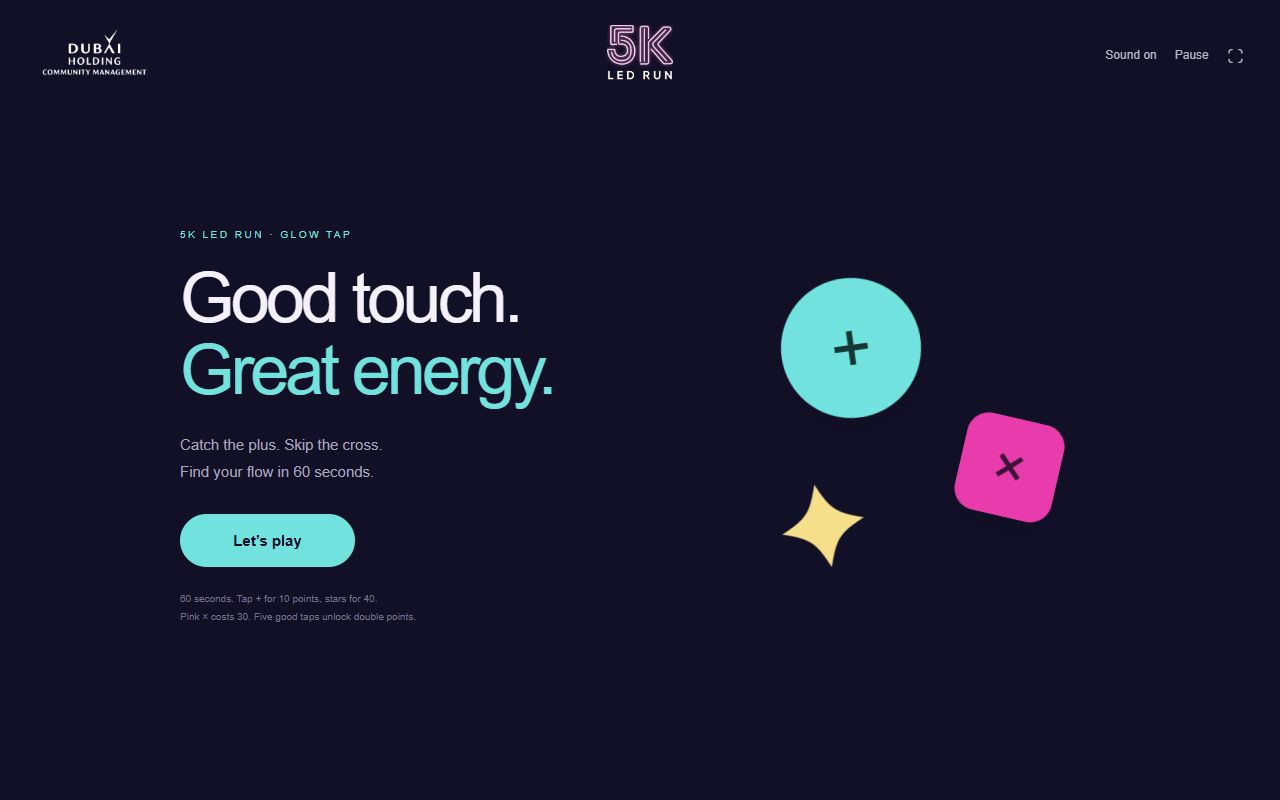 DUBAI
HOLDING
COMMUNITY MANAGEMENT
5K
LED RUN
Sound on
Pause
5K LED RUN · GLOW TAP
Good touch.
Great energy.
Catch the plus. Skip the cross.
Find your flow in 60 seconds.
Let’s play
60 seconds. Tap + for 10 points, stars for 40.
Pink × costs 30. Five good taps unlock double points.